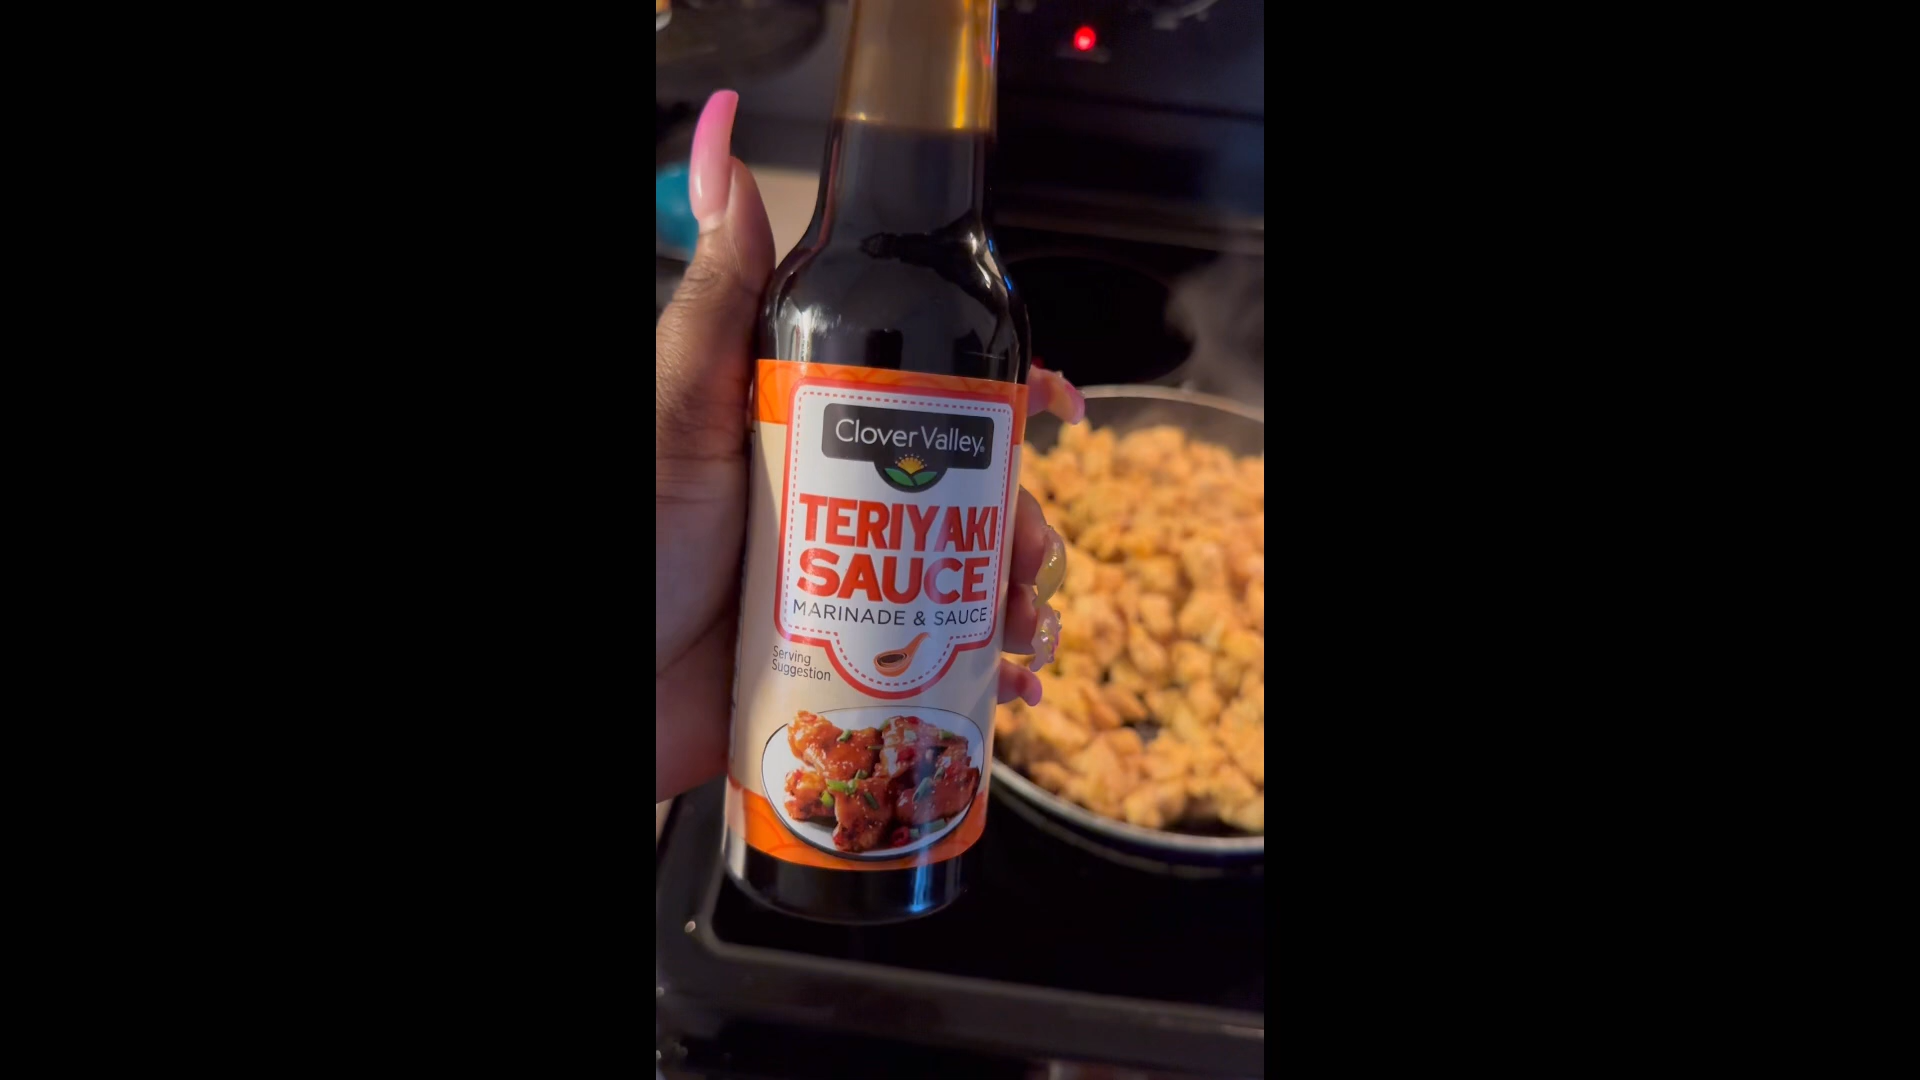 Clover Valley®
TERIYAKI
SAUCE
MARINADE & SAUCE
Serving
Suggestion